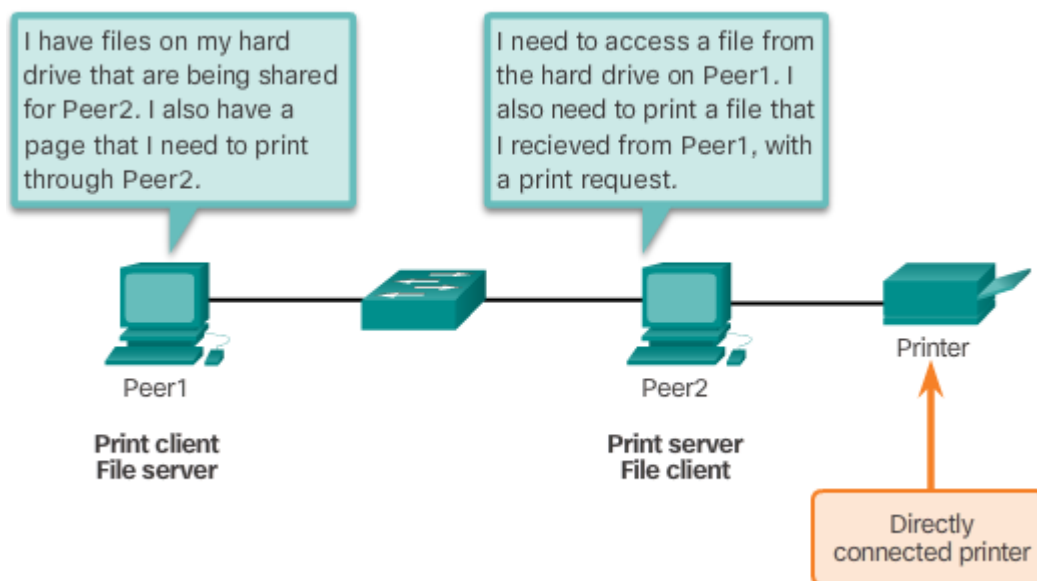 I have files on my hard
drive that are being shared
for Peer2. I also have a
page that I need to print
through Peer2.
I need to access a file from
the hard drive on Peer1. I
also need to print a file that
I recieved from Peer1, with
a print request.
Peer1
Print client
File server
Peer2
Print server
File client
Printer
Directly
connected printer